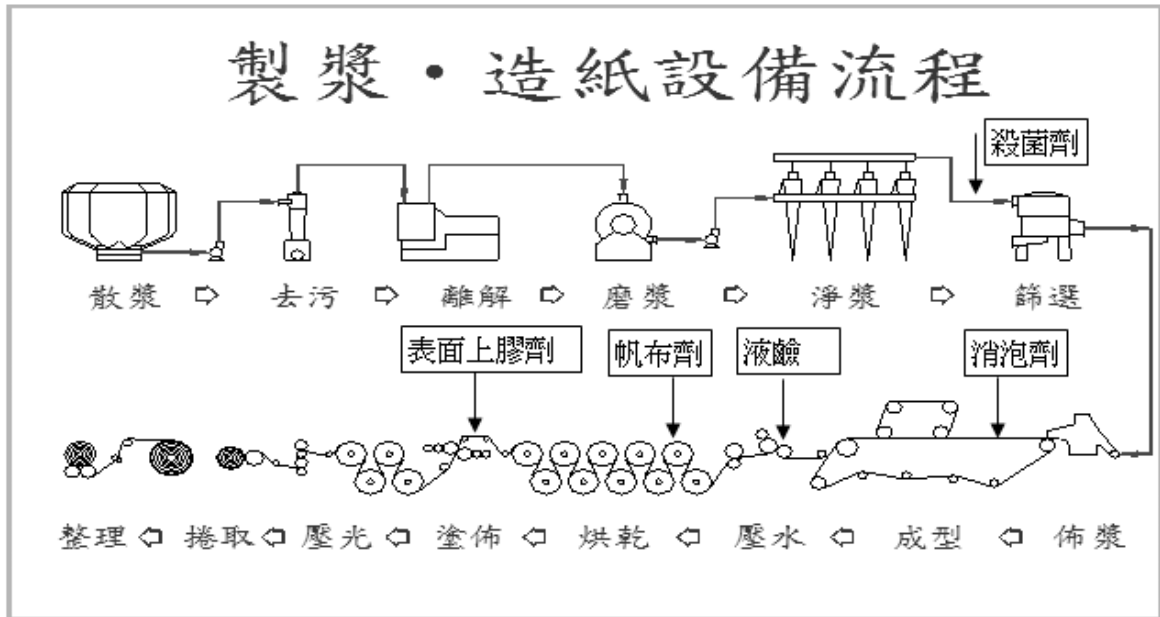 製漿・造紙設備流程
殺菌劑
散漿 ⇨ 去污 ⇨ 離解 ⇨ 磨漿 ⇨ 淨漿 ⇨ 篩選
表面上膠劑 帆布劑 液鹼 消泡劑
整理 ⇦ 捲取 ⇦ 壓光 ⇦ 塗佈 ⇦ 烘乾 ⇦ 壓水 ⇦ 成型 ⇦ 佈漿